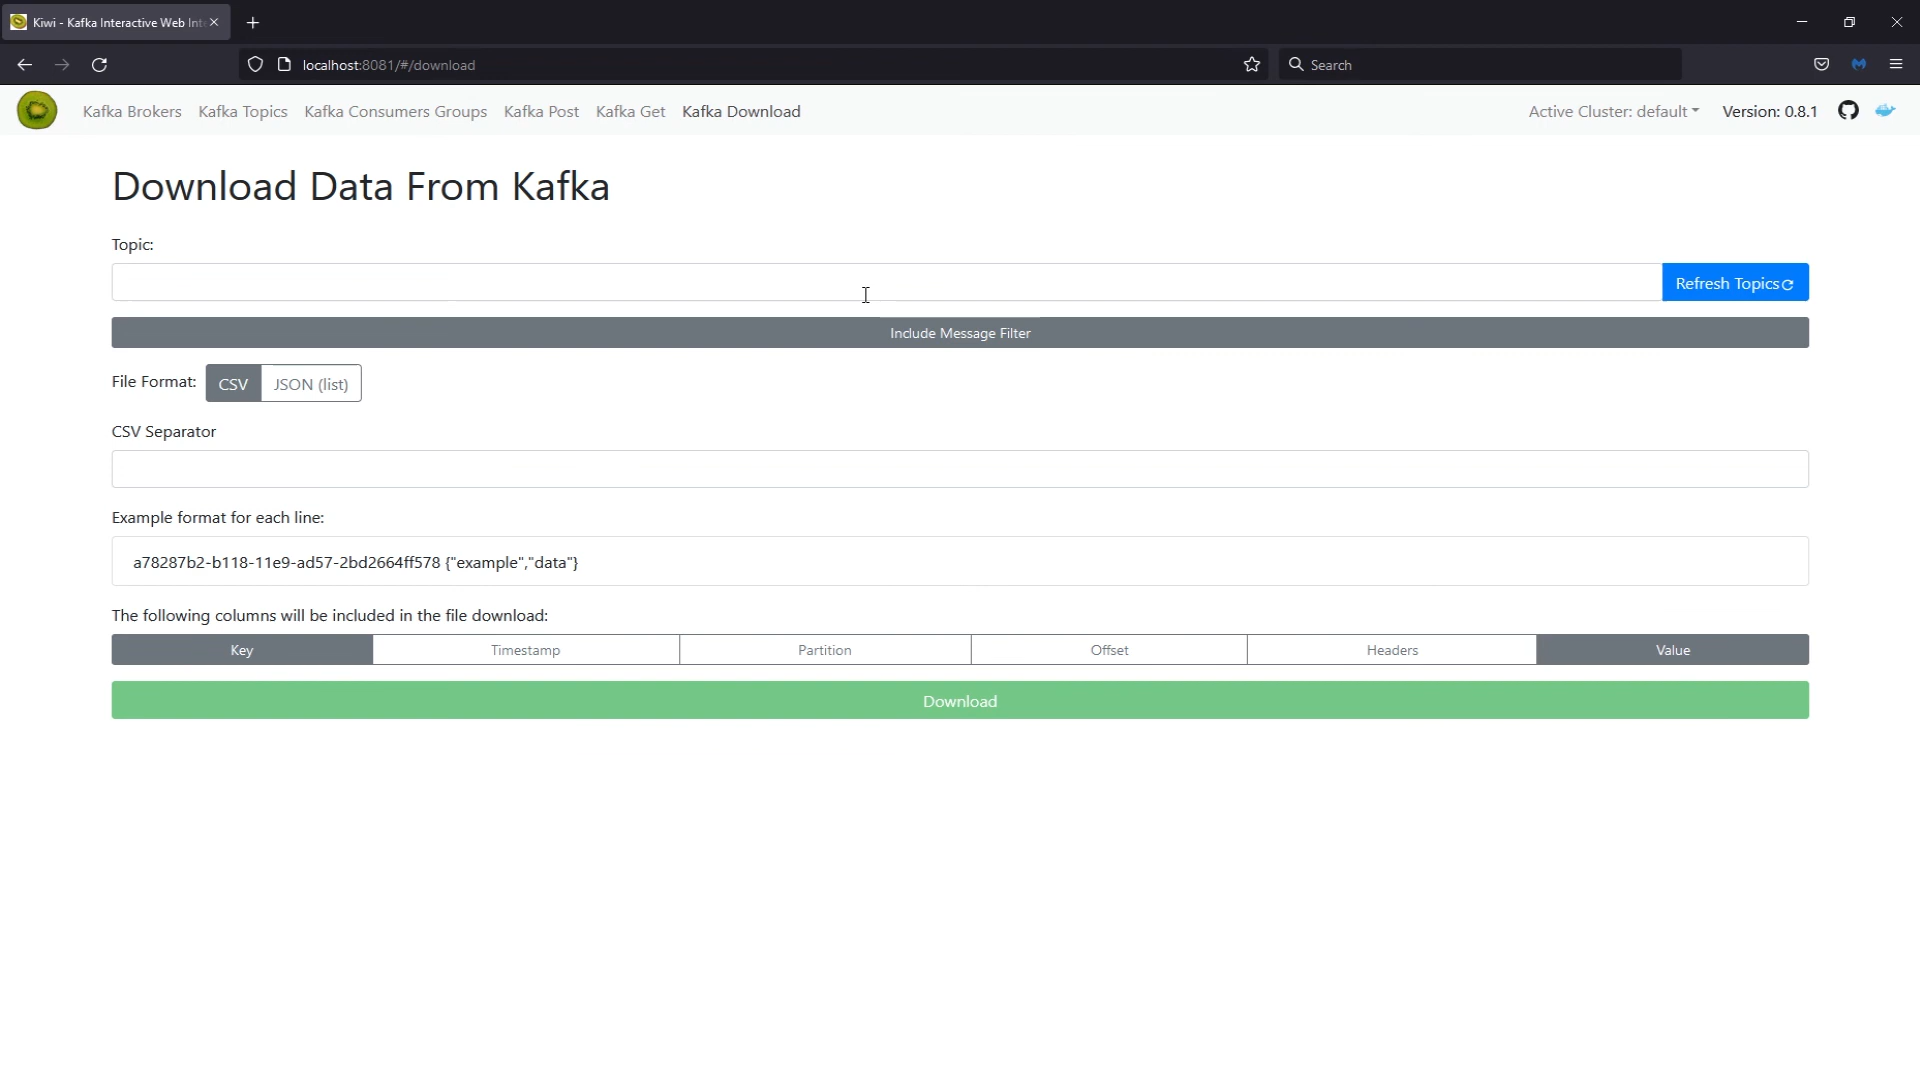 Kiwi - Kafka Interactive Web Int
localhost:8081/#/download
Search
Kafka Brokers Kafka Topics Kafka Consumers Groups Kafka Post Kafka Get Kafka Download Active Cluster: default Version: 0.8.1
Download Data From Kafka
Topic:
Refresh Topics
Include Message Filter
File Format: CSV JSON (list)
CSV Separator
Example format for each line:
a78287b2-b118-11e9-ad57-2bd2664ff578 {"example","data"}
The following columns will be included in the file download:
Key Timestamp Partition Offset Headers Value
Download